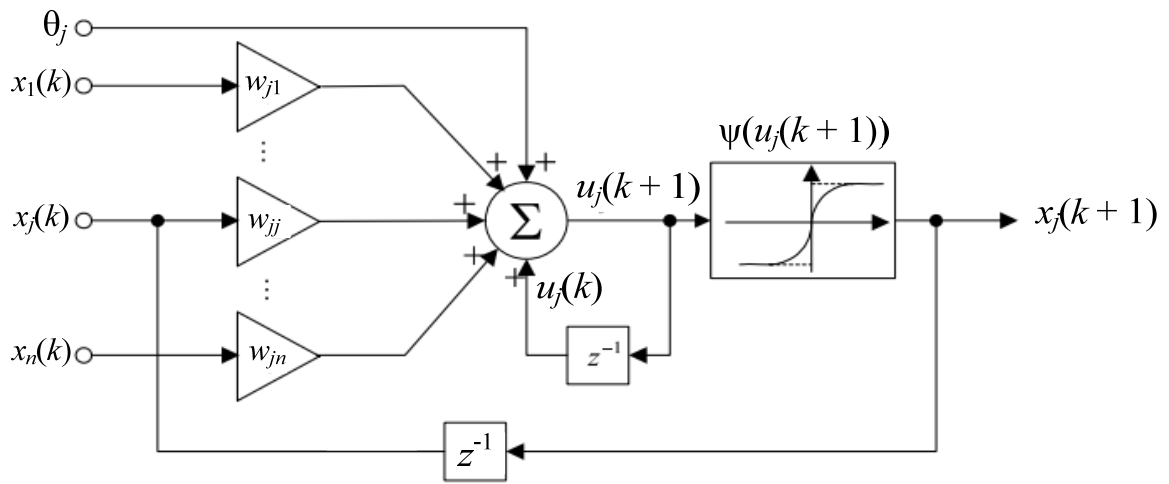 θj
x1(k)
wj1
ψ(uj(k + 1))
⋮
+ +
xj(k)
wjj
+
Σ
uj(k + 1)
xj(k + 1)
+
+
uj(k)
⋮
xn(k)
wjn
z⁻¹
z⁻¹